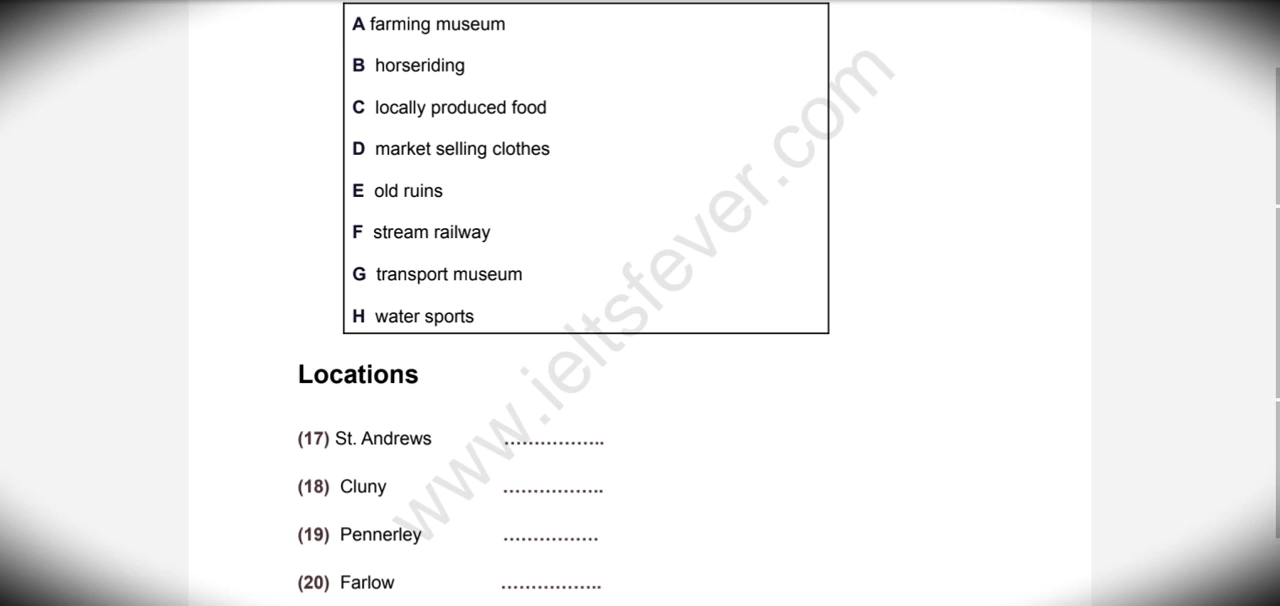 A farming museum
B horseriding
C locally produced food
D market selling clothes
E old ruins
F stream railway
G transport museum
H water sports
www.ieltsfever.com
Locations
(17) St. Andrews ……………..
(18) Cluny ……………..
(19) Pennerley …………….
(20) Farlow ……………..